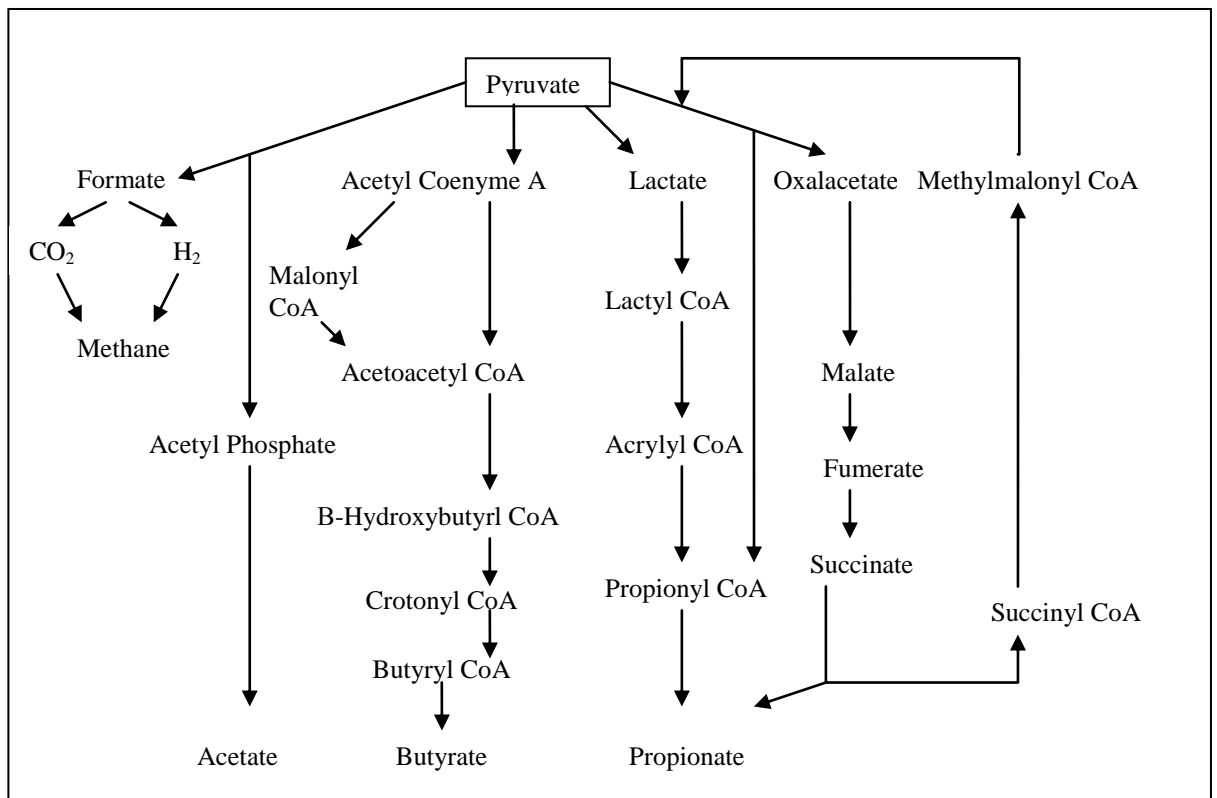 Pyruvate
Formate
Acetyl Coenyme A
Lactate
Oxalacetate
Methylmalonyl CoA
CO₂
H₂
Malonyl
CoA
Lactyl CoA
Methane
Acetoacetyl CoA
Malate
Acetyl Phosphate
Acrylyl CoA
Fumerate
B-Hydroxybutyrl CoA
Succinate
Crotonyl CoA
Propionyl CoA
Succinyl CoA
Butyryl CoA
Acetate
Butyrate
Propionate